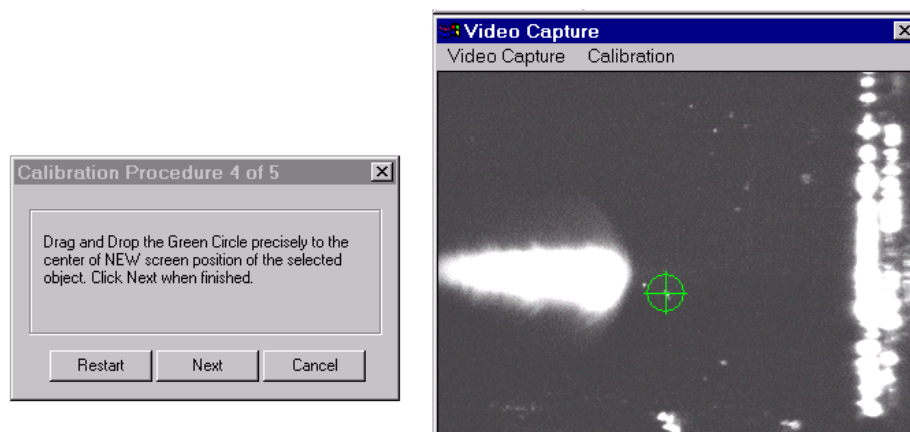 Calibration Procedure 4 of 5
Drag and Drop the Green Circle precisely to the
center of NEW screen position of the selected
object. Click Next when finished.
Restart Next Cancel
Video Capture
Video Capture Calibration